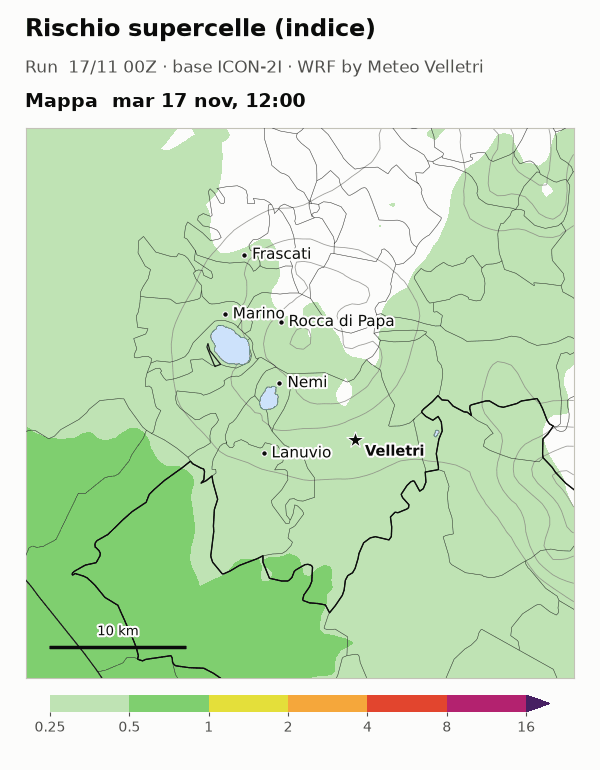 Rischio supercelle (indice)
Run  17/11 00Z · base ICON-2I · WRF by Meteo Velletri
Mappa  mar 17 nov, 12:00
Frascati
Marino
Rocca di Papa
Nemi
Velletri
Lanuvio
10 km
0.25 0.5 1 2 4 8 16